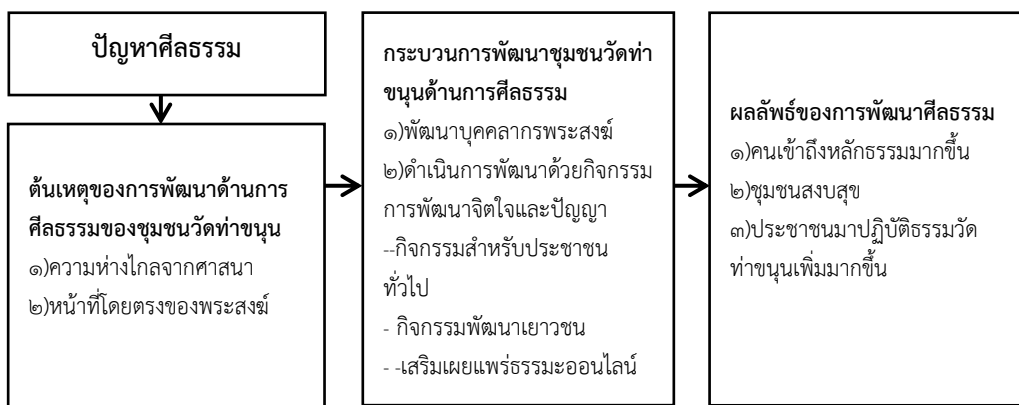 ปัญหาศีลธรรม
ต้นเหตุของการพัฒนาด้านการ
ศีลธรรมของชุมชนวัดท่าขนุน
๑)ความห่างไกลจากศาสนา
๒)หน้าที่โดยตรงของพระสงฆ์
กระบวนการพัฒนาชุมชนวัดท่า
ขนุนด้านการศีลธรรม
๑)พัฒนาบุคคลากรพระสงฆ์
๒)ดำเนินการพัฒนาด้วยกิจกรรม
การพัฒนาจิตใจและปัญญา
--กิจกรรมสำหรับประชาชน
ทั่วไป
- กิจกรรมพัฒนาเยาวชน
- -เสริมเผยแพร่ธรรมะออนไลน์
ผลลัพธ์ของการพัฒนาศีลธรรม
๑)คนเข้าถึงหลักธรรมมากขึ้น
๒)ชุมชนสงบสุข
๓)ประชาชนมาปฏิบัติธรรมวัด
ท่าขนุนเพิ่มมากขึ้น